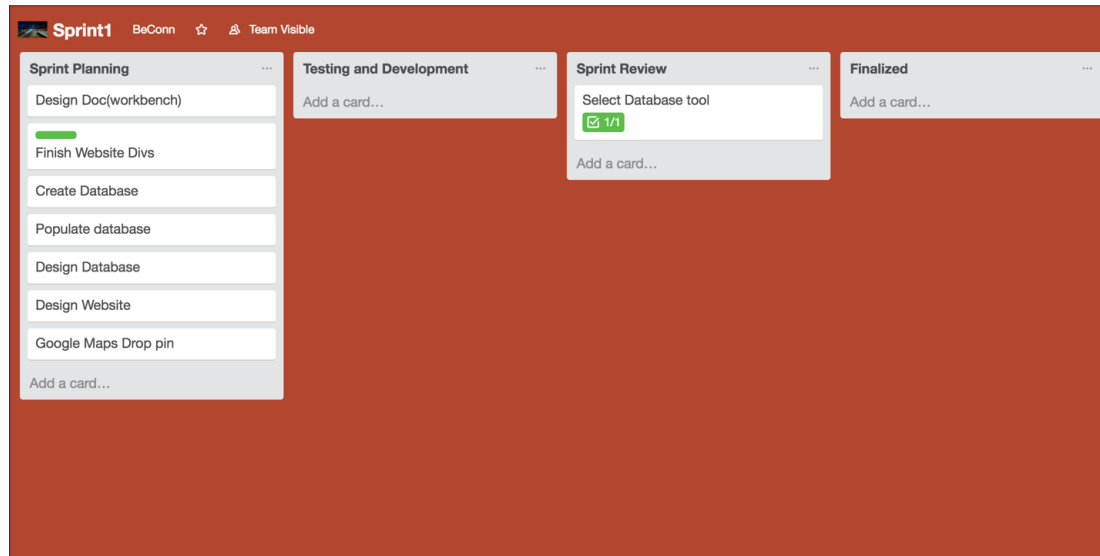 Sprint1 BeConn Team Visible
Sprint Planning ...
Design Doc(workbench)
Finish Website Divs
Create Database
Populate database
Design Database
Design Website
Google Maps Drop pin
Add a card…
Testing and Development ...
Add a card…
Sprint Review ...
Select Database tool
1/1
Add a card…
Finalized ...
Add a card…